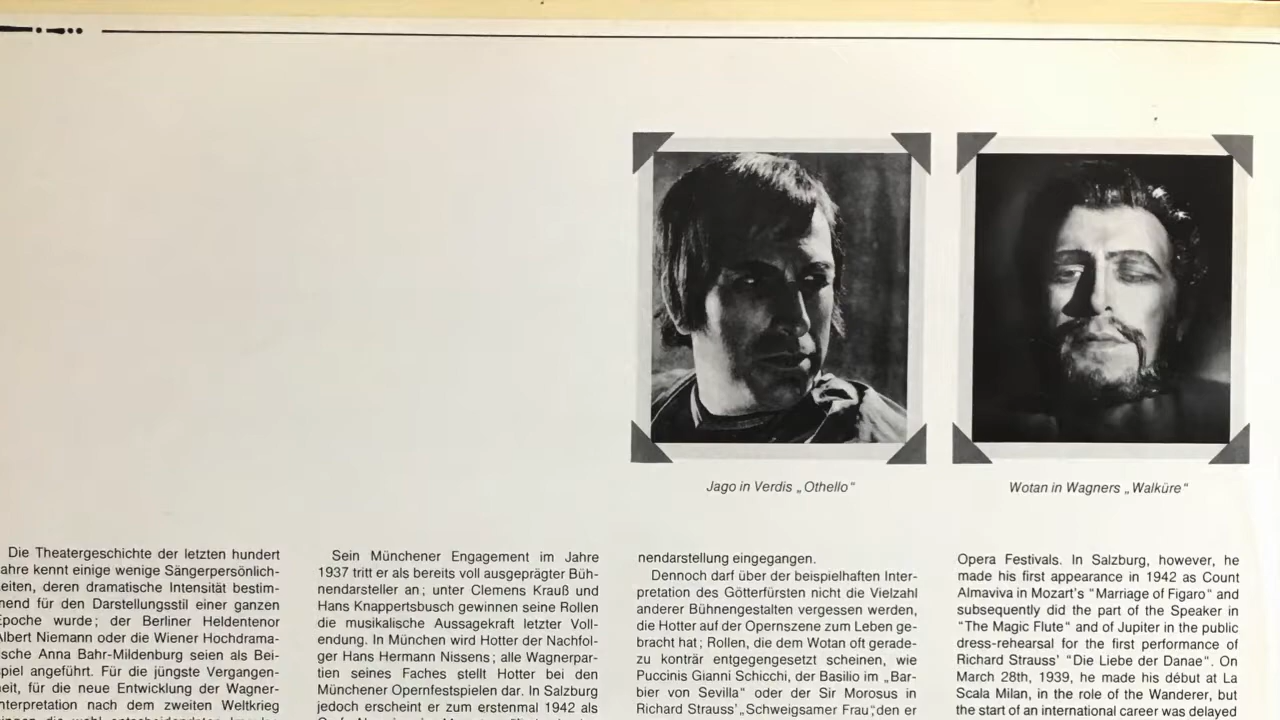 Jago in Verdis „Othello“
Wotan in Wagners „Walküre“
Die Theatergeschichte der letzten hundert
ahre kennt einige wenige Sängerpersönlich-
eiten, deren dramatische Intensität bestim-
nend für den Darstellungsstil einer ganzen
Epoche wurde; der Berliner Heldentenor
Albert Niemann oder die Wiener Hochdrama-
ische Anna Bahr-Mildenburg seien als Bei-
spiel angeführt. Für die jüngste Vergangen-
eit, für die neue Entwicklung der Wagner-
nterpretation nach dem zweiten Weltkrieg
Sein Münchener Engagement im Jahre
1937 tritt er als bereits voll ausgeprägter Büh-
nendarsteller an; unter Clemens Krauß und
Hans Knappertsbusch gewinnen seine Rollen
die musikalische Aussagekraft letzter Voll-
endung. In München wird Hotter der Nachfol-
ger Hans Hermann Nissens; alle Wagnerpar-
tien seines Faches stellt Hotter bei den
Münchener Opernfestspielen dar. In Salzburg
jedoch erscheint er zum erstenmal 1942 als
nendarstellung eingegangen.
Dennoch darf über der beispielhaften Inter-
pretation des Götterfürsten nicht die Vielzahl
anderer Bühnengestalten vergessen werden,
die Hotter auf der Opernszene zum Leben ge-
bracht hat; Rollen, die dem Wotan oft gerade-
zu konträr entgegengesetzt scheinen, wie
Puccinis Gianni Schicchi, der Basilio im „Bar-
bier von Sevilla“ oder der Sir Morosus in
Richard Strauss’„Schweigsamer Frau“, den er
Opera Festivals. In Salzburg, however, he
made his first appearance in 1942 as Count
Almaviva in Mozart's "Marriage of Figaro" and
subsequently did the part of the Speaker in
"The Magic Flute" and of Jupiter in the public
dress-rehearsal for the first performance of
Richard Strauss' "Die Liebe der Danae". On
March 28th, 1939, he made his début at La
Scala Milan, in the role of the Wanderer, but
the start of an international career was delayed